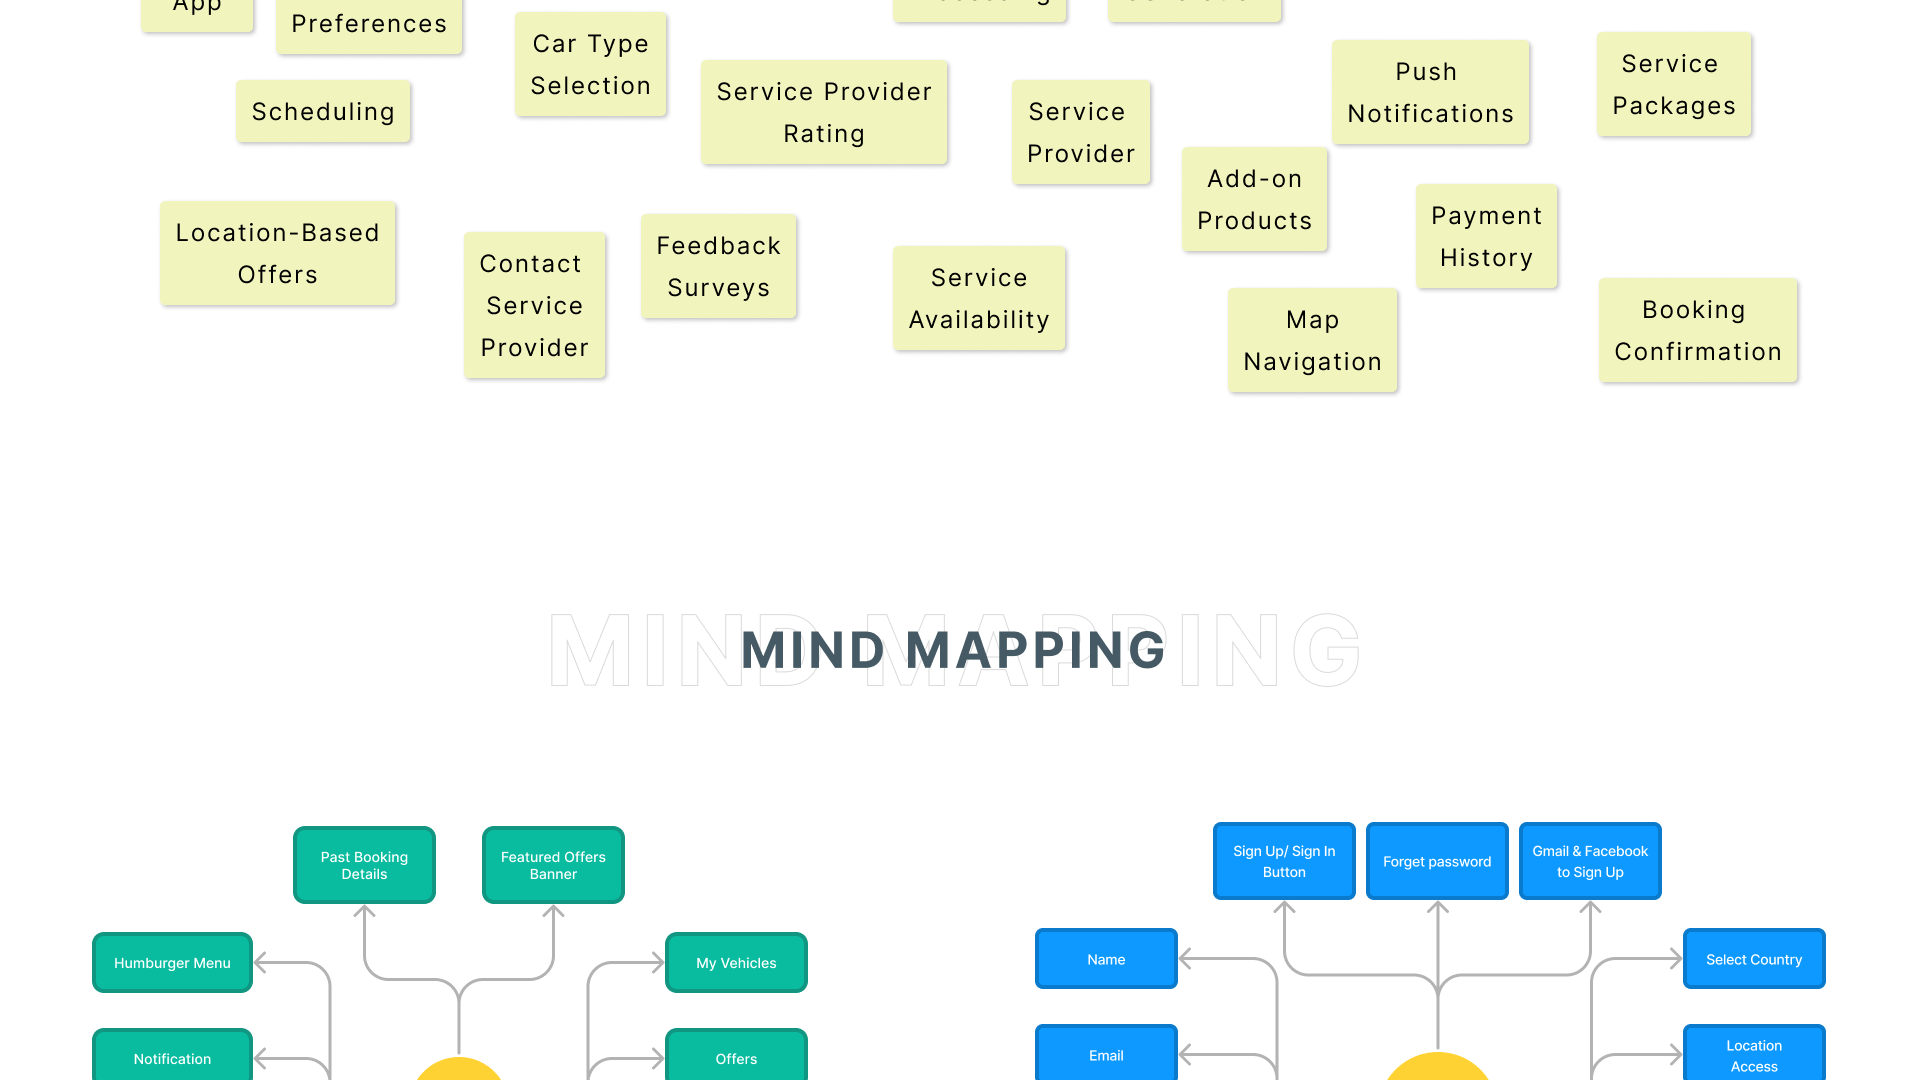 App
Preferences
Car Type
Selection
Scheduling
Service Provider
Rating
Service
Provider
Push
Notifications
Service
Packages
Add-on
Products
Location-Based
Offers
Contact
Service
Provider
Feedback
Surveys
Service
Availability
Payment
History
Map
Navigation
Booking
Confirmation
MIND MAPPING
MIND MAPPING
Past Booking
Details
Featured Offers
Banner
Humburger Menu
My Vehicles
Notification
Offers
Sign Up/ Sign In
Button
Forget password
Gmail & Facebook
to Sign Up
Name
Select Country
Email
Location
Access